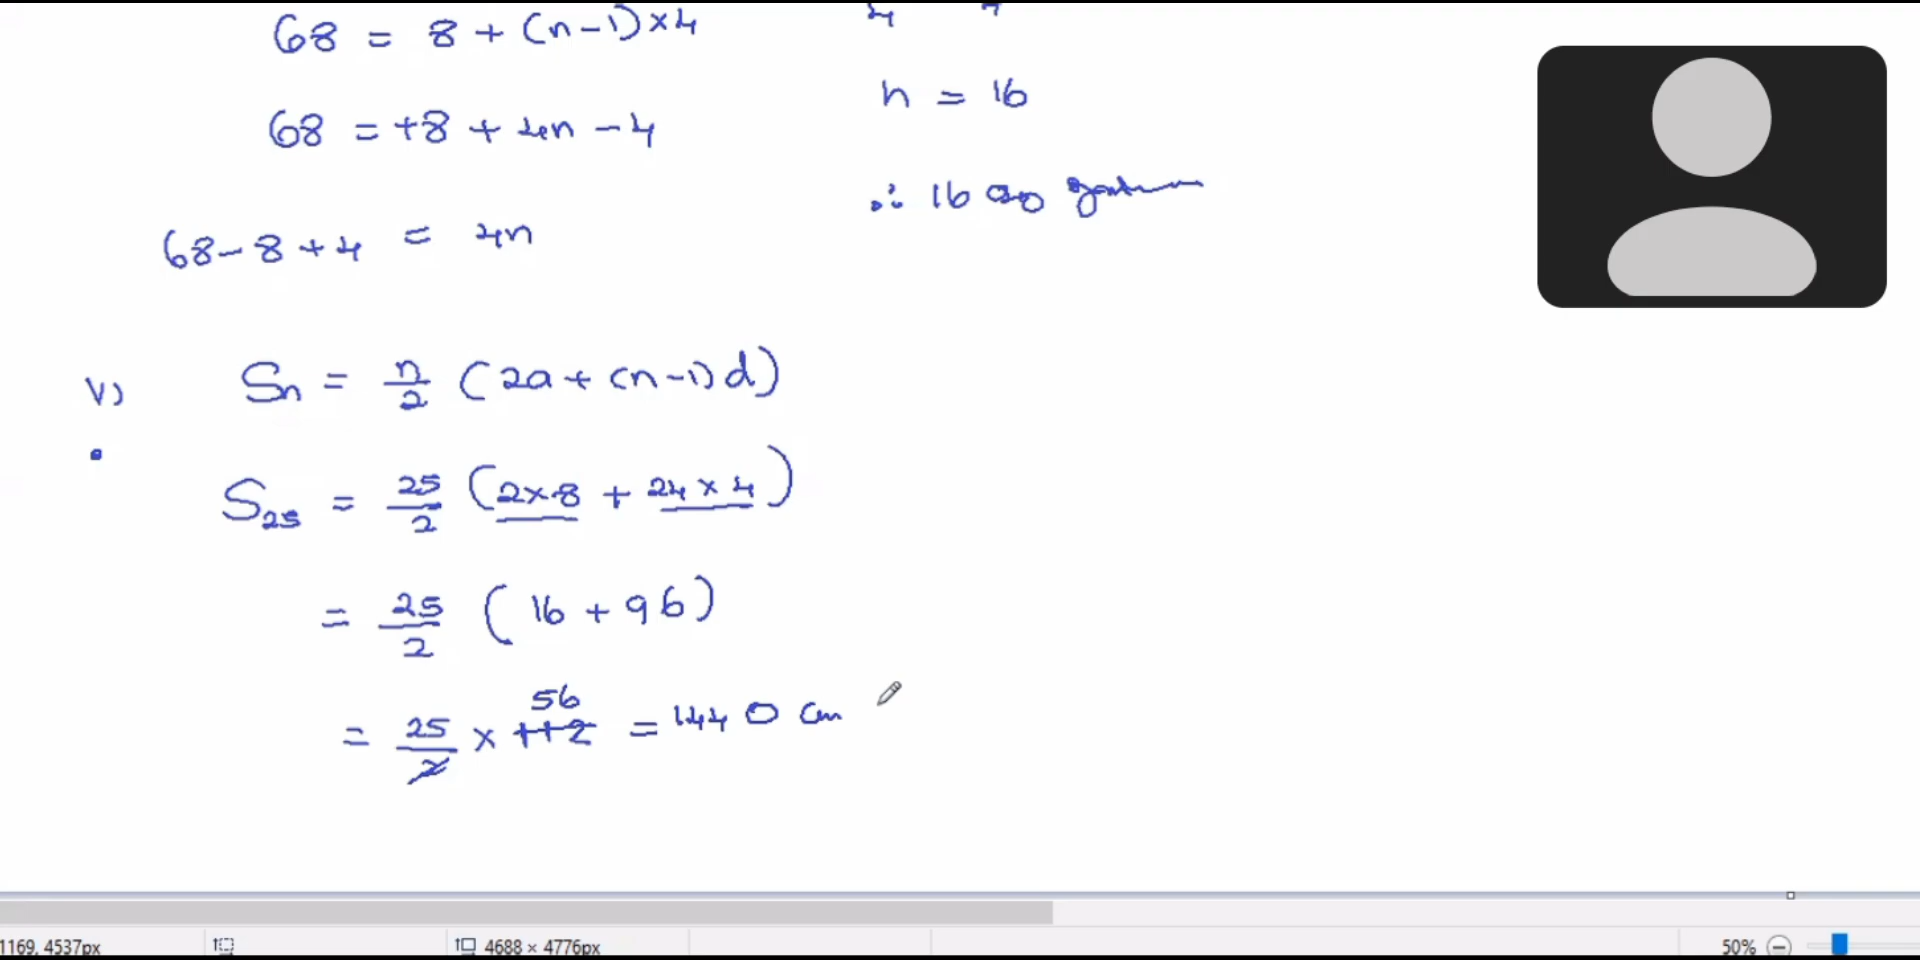 68 = 8 + (n-1)×4
n = 16
68 = +8 + 4n - 4
∴ 16
68 - 8 + 4 = 4n
V) Sn = n/2 (2a + (n-1)d)
S25 = 25/2 (2×8 + 24×4)
= 25/2 (16 + 96)
56
= 25/2 × 112 = 1440 cm
1169, 4537px
4688 × 4776px
50%